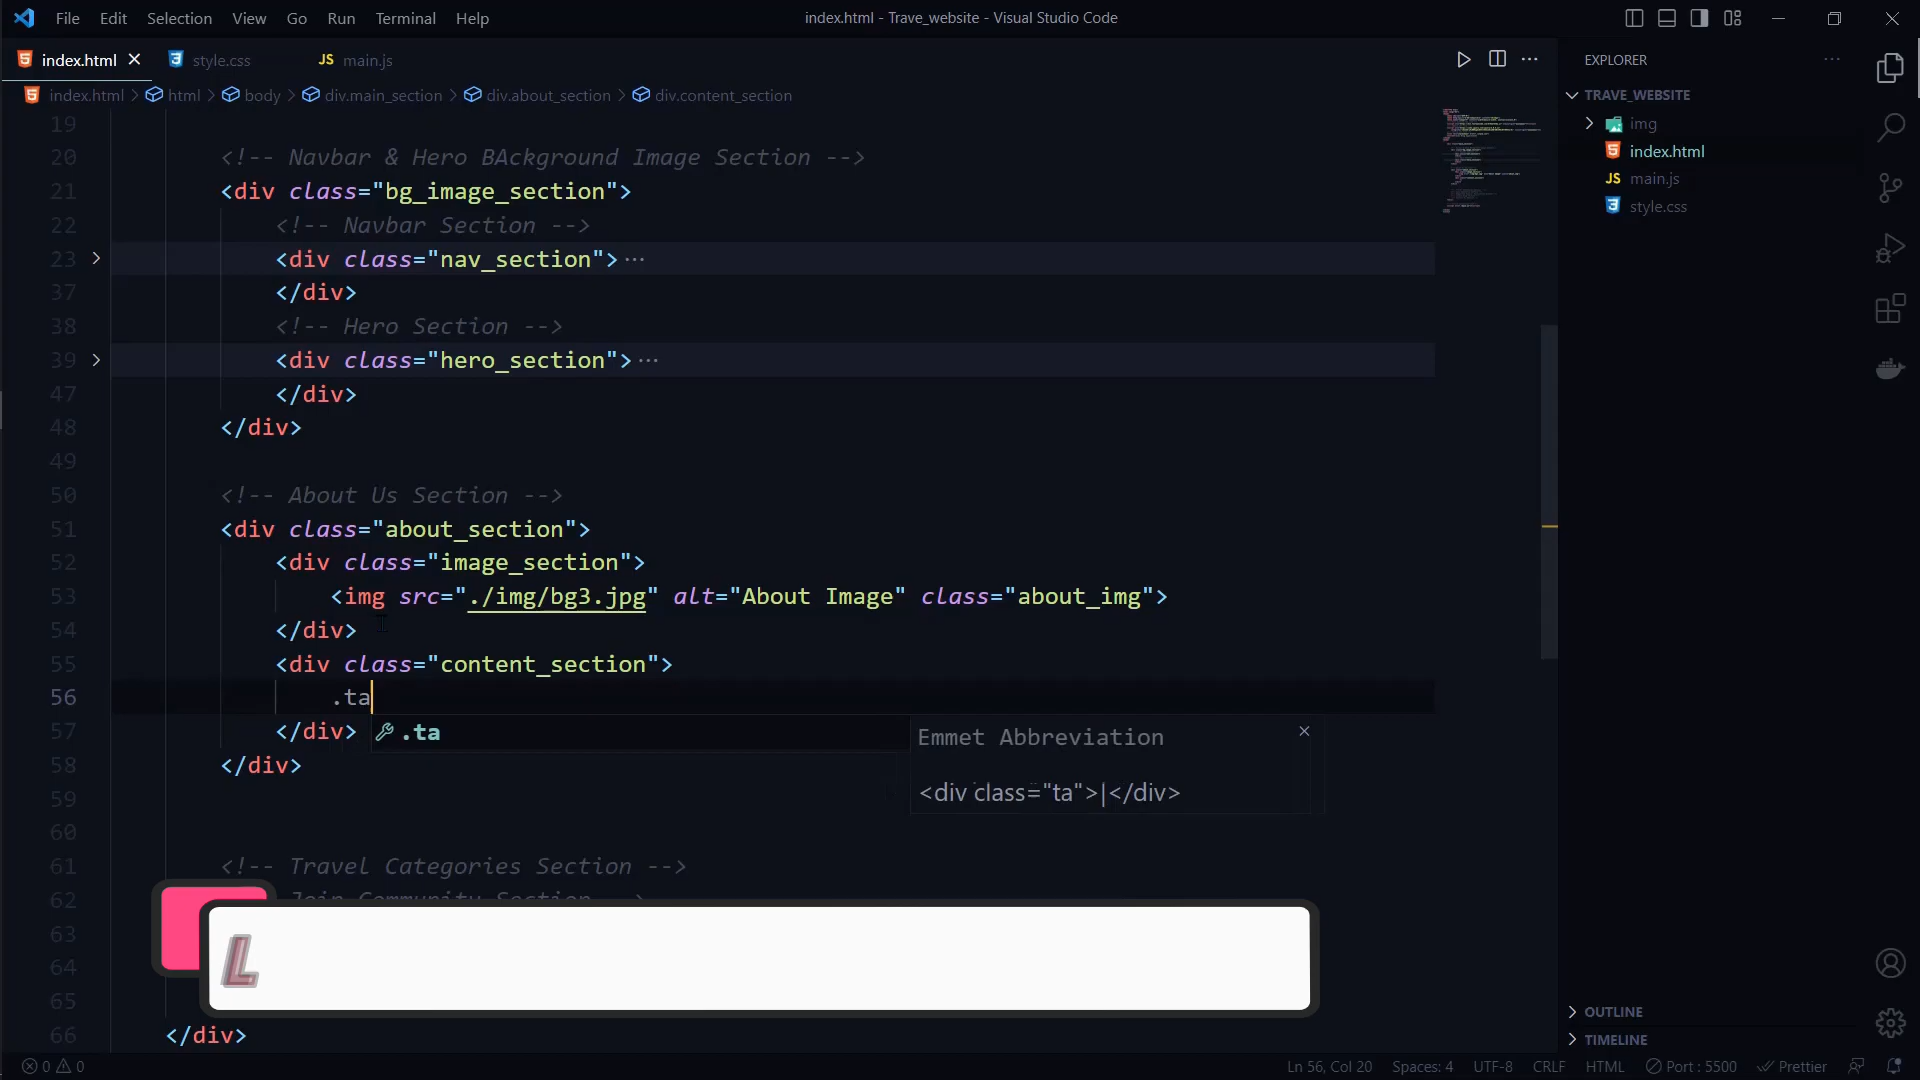 File Edit Selection View Go Run Terminal Help
index.html - Trave_website - Visual Studio Code
index.html style.css JS main.js
index.html > html > body > div.main_section > div.about_section > div.content_section
19
20 <!-- Navbar & Hero BAckground Image Section -->
21 <div class="bg_image_section">
22 <!-- Navbar Section -->
23 <div class="nav_section">···
37 </div>
38 <!-- Hero Section -->
39 <div class="hero_section">···
47 </div>
48 </div>
49
50 <!-- About Us Section -->
51 <div class="about_section">
52 <div class="image_section">
53 <img src="./img/bg3.jpg" alt="About Image" class="about_img">
54 </div>
55 <div class="content_section">
56 .ta
57 </div>
.ta
Emmet Abbreviation
<div class="ta">|</div>
58 </div>
59
60
61 <!-- Travel Categories Section -->
62 Join Community Section
63
64
65
66 </div>
L
EXPLORER
TRAVE_WEBSITE
img
index.html
JS main.js
style.css
OUTLINE
TIMELINE
0 0
Ln 56, Col 20 Spaces: 4 UTF-8 CRLF HTML Port : 5500 Prettier